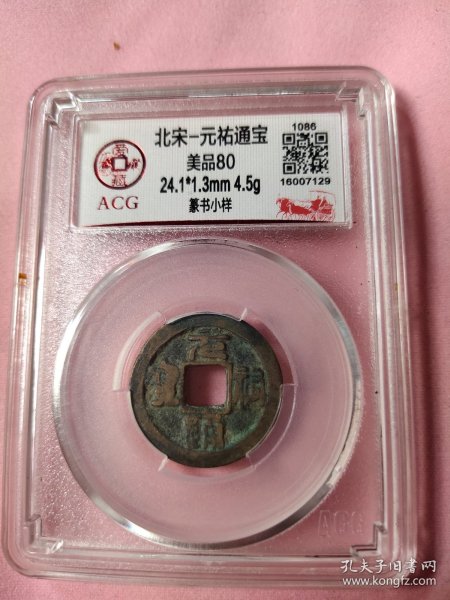 北宋-元祐通宝
美品80
24.1*1.3mm 4.5g
篆书小样
ACG
1086
16007129
ACG
孔夫子旧书网
www.kongfz.com